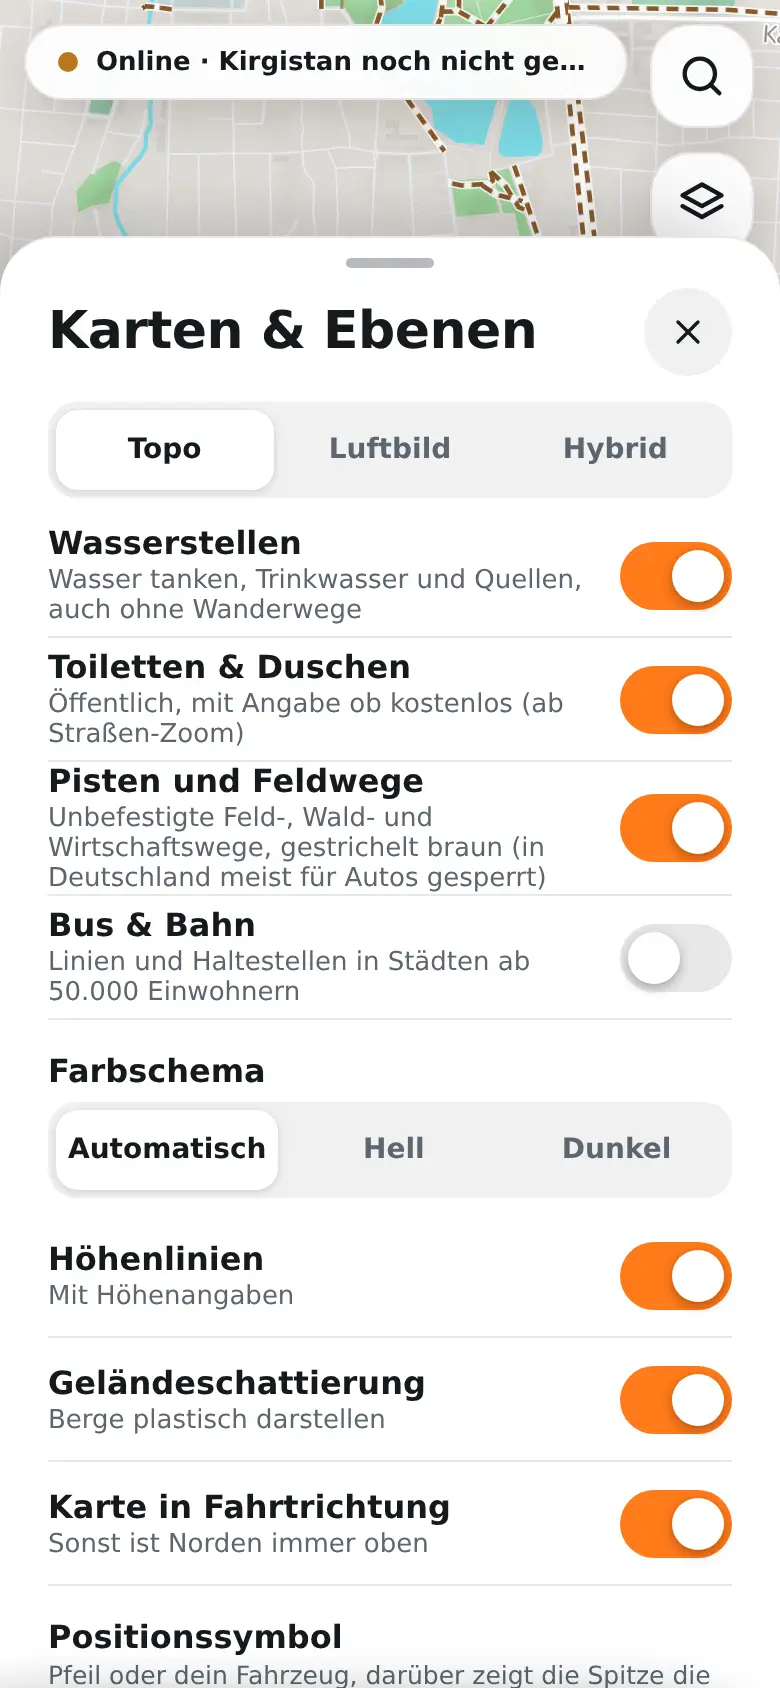 Online · Kirgistan noch nicht ge…
Karten & Ebenen
Topo
Luftbild
Hybrid
Wasserstellen
Wasser tanken, Trinkwasser und Quellen,
auch ohne Wanderwege
Toiletten & Duschen
Öffentlich, mit Angabe ob kostenlos (ab
Straßen-Zoom)
Pisten und Feldwege
Unbefestigte Feld-, Wald- und
Wirtschaftswege, gestrichelt braun (in
Deutschland meist für Autos gesperrt)
Bus & Bahn
Linien und Haltestellen in Städten ab
50.000 Einwohnern
Farbschema
Automatisch
Hell
Dunkel
Höhenlinien
Mit Höhenangaben
Geländeschattierung
Berge plastisch darstellen
Karte in Fahrtrichtung
Sonst ist Norden immer oben
Positionssymbol
Pfeil oder dein Fahrzeug, darüber zeigt die Spitze die